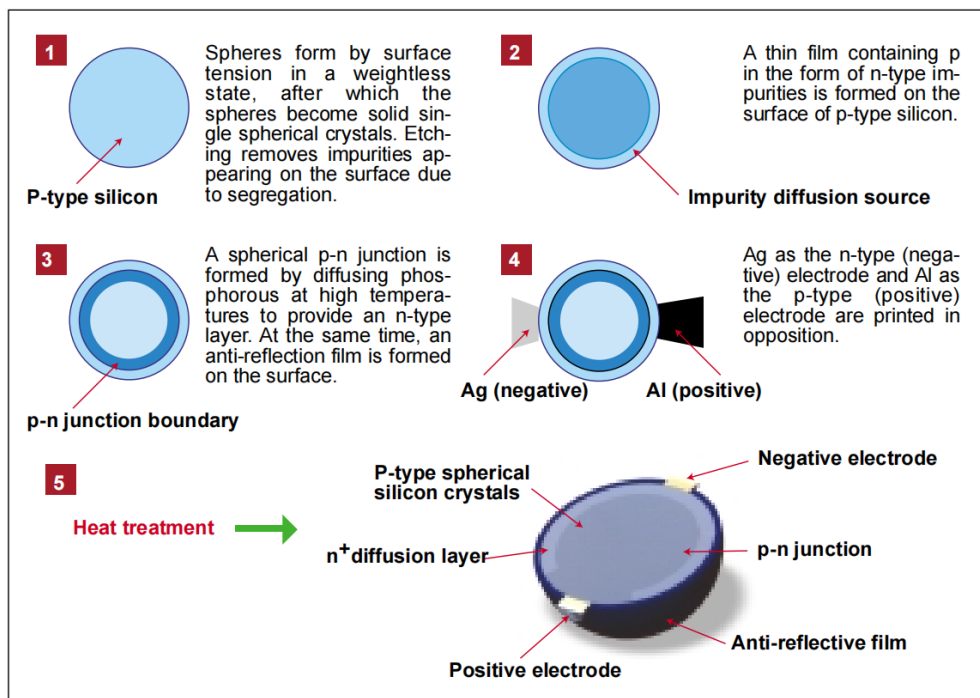 1
Spheres form by surface
tension in a weightless
state, after which the
spheres become solid sin-
gle spherical crystals. Etch-
ing removes impurities ap-
pearing on the surface due
to segregation.
P-type silicon
2
A thin film containing p
in the form of n-type im-
purities is formed on the
surface of p-type silicon.
Impurity diffusion source
3
A spherical p-n junction is
formed by diffusing phos-
phorous at high tempera-
tures to provide an n-type
layer. At the same time, an
anti-reflection film is formed
on the surface.
p-n junction boundary
4
Ag as the n-type (nega-
tive) electrode and Al as
the p-type (positive)
electrode are printed in
opposition.
Ag (negative)
Al (positive)
5
Heat treatment
P-type spherical
silicon crystals
n+ diffusion layer
Negative electrode
p-n junction
Anti-reflective film
Positive electrode